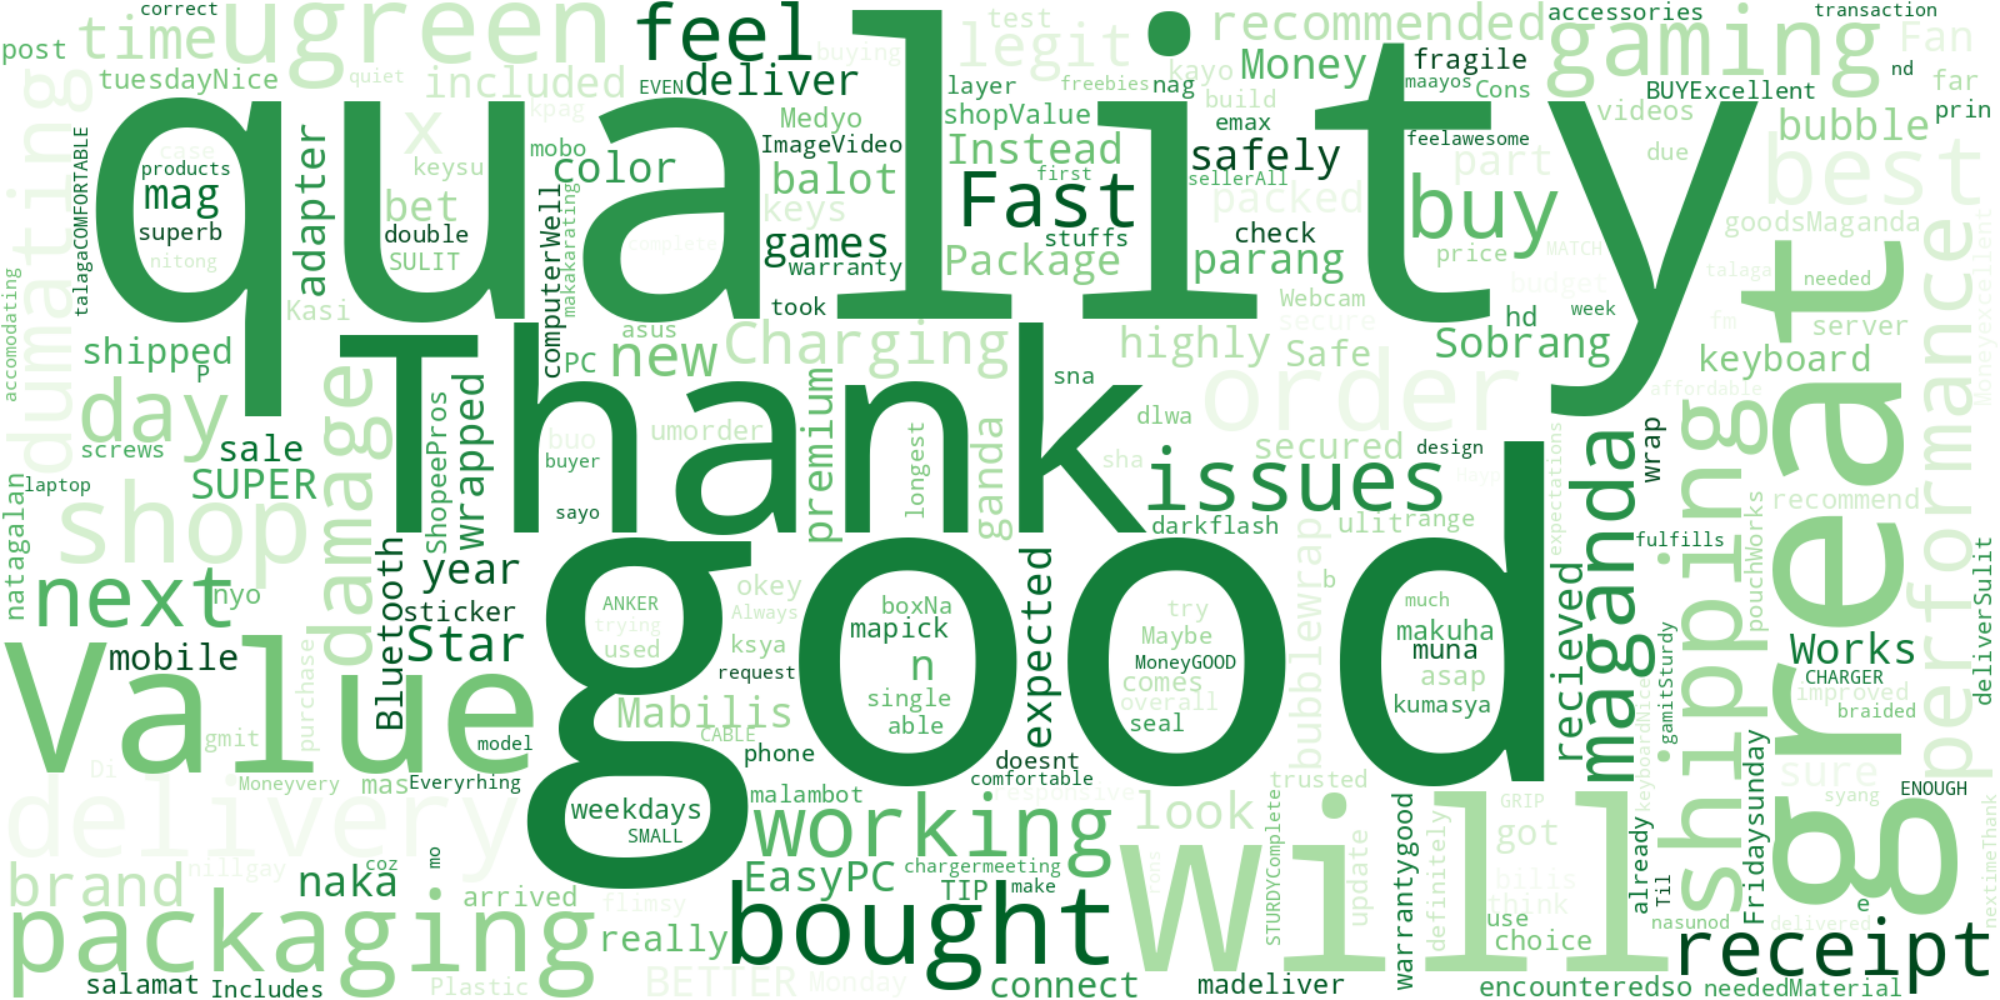 correct
post
time
ugreen
feel
buying
test
legit
recommended
accessories
transaction
gaming
Fan
tuesdayNice
quiet
included
EVEN
deliver
layer
freebies
nag
kayo
Money
fragile
maayos
Cons
nd
far
BUYExcellent
prin
dumating
quality
x
kpag
Medyo
shopValue
build
emax
videos
bubble
talagaCOMFORTABLE
case
products
mag
superb
nitong
adapter
keysu
mobo
color
ImageVideo
balot
Instead
first
safely
sellerAll
feelawesome
part
due
best
bet
double
SULIT
computerWell
makakarating
complete
keys
games
warranty
Fast
stuffs
Package
packed
check
parang
buy
price
MATCH
goodsMaganda
talaga
needed
Moneyexcellent
accomodating
Kasi
took
Webcam
secure
budget
hd
week
fm
server
shipped
P
PC
asus
new
Charging
highly
Safe
Sobrang
keyboard
affordable
performance
great
day
screws
sale
SUPER
damage
ShopeePros
wrapped
Thank
buo
buyer
sayo
umorder
premium
longest
ganda
sna
sha
dlwa
order
secured
design
issues
darkflash
ulit
range
expectations
maganda
wrap
shipping
recommend
laptop
natagalan
shop
next
nyo
Bluetooth
year
sticker
Star
good
ANKER
trying
used
okey
Always
ksya
request
boxNa
mapick
n
single
able
expected
try
Maybe
MoneyGOOD
comes
overall
seal
bubblewrap
b
much
makuha
muna
asap
kumasya
recieved
fulfills
gamitSturdy
pouchWorks
Works
CHARGER
improved
braided
deliverSulit
Value
mobile
gmit
purchase
model
Mabilis
CABLE
phone
doesnt
comfortable
keyboardNice
Di
Moneyvery
mas
Everyrhing
weekdays
SMALL
malambot
responsive
trusted
look
sure
syang
ENOUGH
delivery
working
will
GRIP
got
definitely
update
warrantygood
already
Fridaysunday
nextimeThank
brand
nillgay
naka
coz
mo
arrived
flimsy
EasyPC
chargermeeting
TIP
make
STURDYComplete
rons
bilis
think
Til
use
choice
nasunod
delivered
e
packaging
really
bought
receipt
salamat
Includes
Plastic
BETTER
Monday
connect
madeliver
encounteredso
neededMaterial